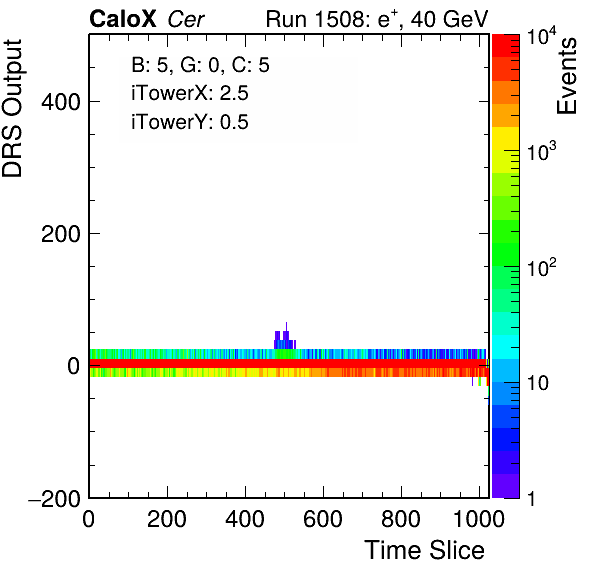 CaloX Cer Run 1508: e+, 40 GeV
DRS Output
B: 5, G: 0, C: 5
iTowerX: 2.5
iTowerY: 0.5
400
200
0
−200
0 200 400 600 800 1000
Time Slice
10^4
10^3
10^2
10
1
Events